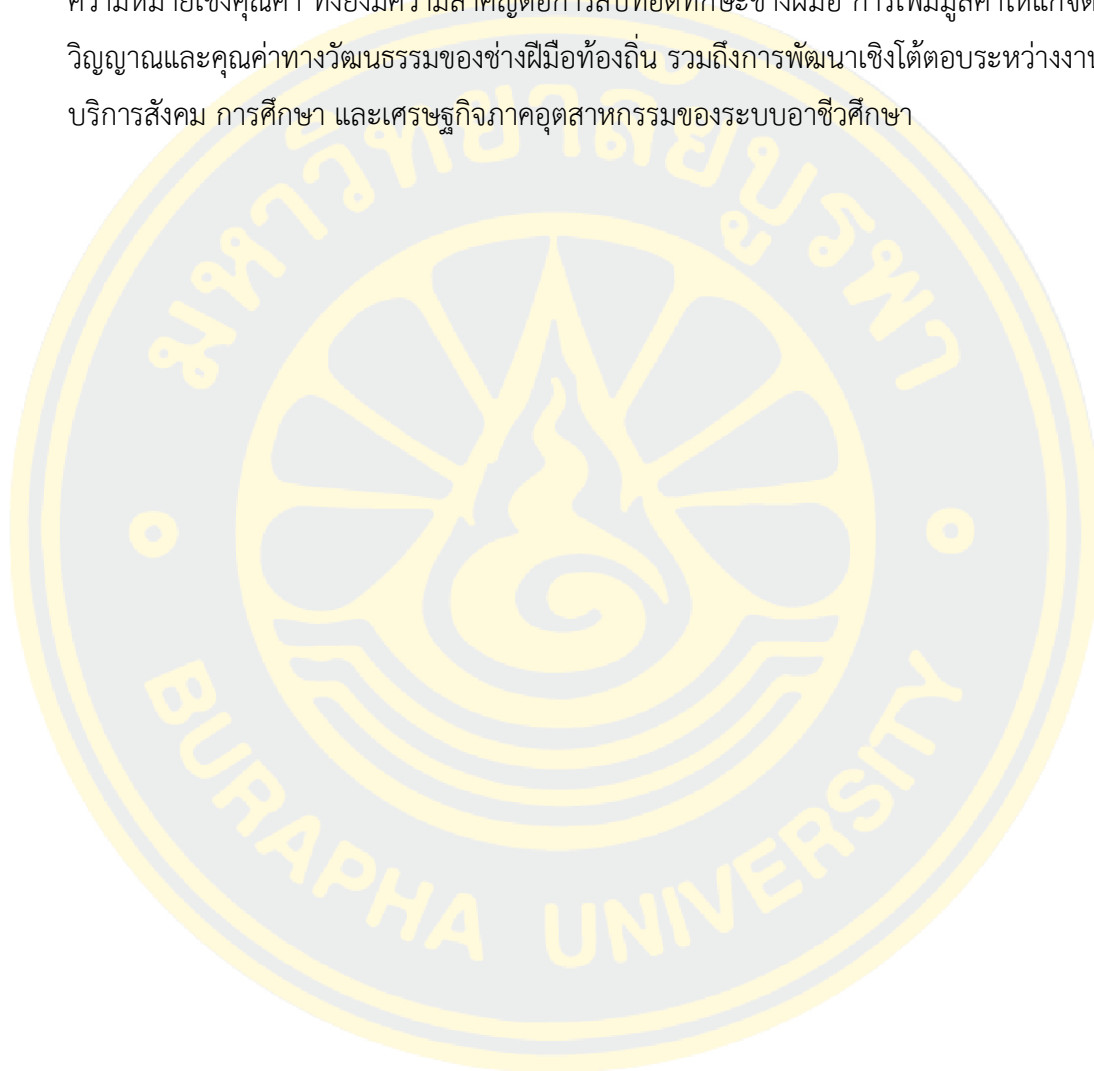 ความหมายเชิงคุณค่า ทั้งยังมีความสำคัญต่อการสืบทอดทักษะช่างฝีมือ การเพิ่มมูลค่าให้แก่จิต
วิญญาณและคุณค่าทางวัฒนธรรมของช่างฝีมือท้องถิ่น รวมถึงการพัฒนาเชิงโต้ตอบระหว่างงาน
บริการสังคม การศึกษา และเศรษฐกิจภาคอุตสาหกรรมของระบบอาชีวศึกษา
มหาวิทยาลัยบูรพา
BURAPHA UNIVERSITY